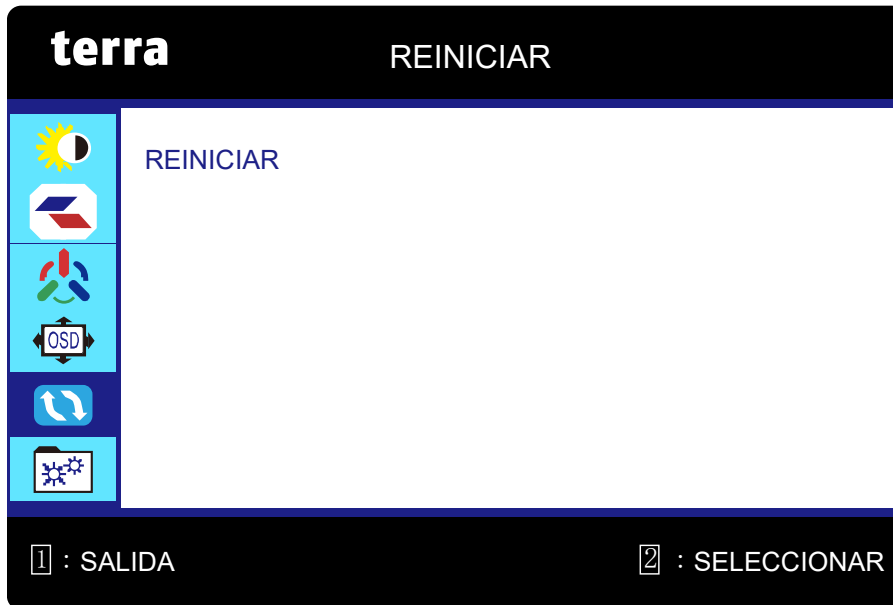 terra
REINICIAR
REINICIAR
OSD
1 : SALIDA
2 : SELECCIONAR